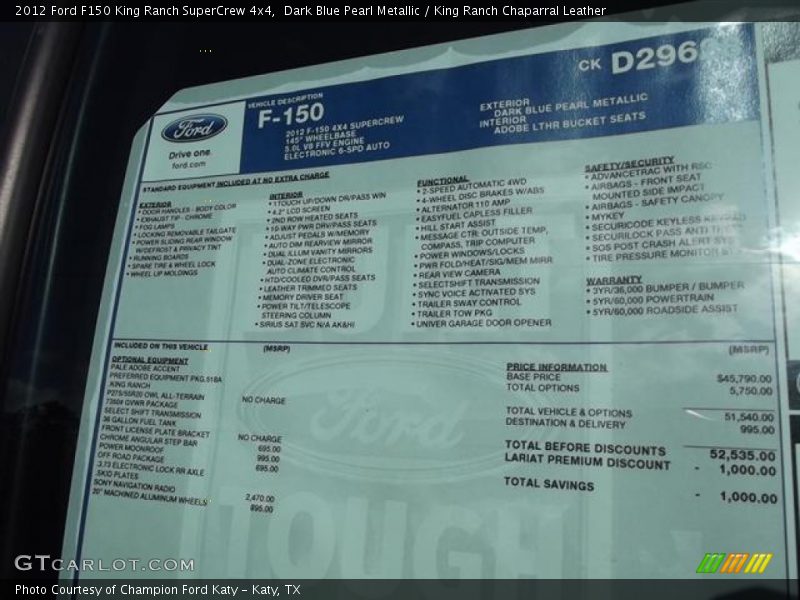 2012 Ford F150 King Ranch SuperCrew 4x4, Dark Blue Pearl Metallic / King Ranch Chaparral Leather
CK D296
Ford
Drive one.
ford.com
VEHICLE DESCRIPTION
F-150
2012 F-150 4X4 SUPERCREW
145" WHEELBASE
5.0L V8 FFV ENGINE
ELECTRONIC 6-SPD AUTO
EXTERIOR
DARK BLUE PEARL METALLIC
INTERIOR
ADOBE LTHR BUCKET SEATS
STANDARD EQUIPMENT INCLUDED AT NO EXTRA CHARGE
EXTERIOR
• DOOR HANDLES - BODY COLOR
• EXHAUST TIP - CHROME
• FOG LAMPS
• LOCKING REMOVABLE TAILGATE
• POWER SLIDING REAR WINDOW
W/DEFROST & PRIVACY TINT
• RUNNING BOARDS
• SPARE TIRE & WHEEL LOCK
• WHEEL LIP MOLDINGS
INTERIOR
• 1TOUCH UP/DOWN DR/PASS WIN
• 4.2" LCD SCREEN
• 2ND ROW HEATED SEATS
• 10-WAY PWR DRV/PASS SEATS
• ADJUST PEDALS W/MEMORY
• AUTO DIM REARVIEW MIRROR
• DUAL ILLUM VANITY MIRRORS
• DUAL-ZONE ELECTRONIC
AUTO CLIMATE CONTROL
• HTD/COOLED DVR/PASS SEATS
• LEATHER TRIMMED SEATS
• MEMORY DRIVER SEAT
• POWER TILT/TELESCOPE
STEERING COLUMN
• SIRIUS SAT SVC N/A AK&HI
FUNCTIONAL
• 2-SPEED AUTOMATIC 4WD
• 4-WHEEL DISC BRAKES W/ABS
• ALTERNATOR 110 AMP
• EASYFUEL CAPLESS FILLER
• HILL START ASSIST
• MESSAGE CTR: OUTSIDE TEMP,
COMPASS, TRIP COMPUTER
• POWER WINDOWS/LOCKS
• PWR FOLD/HEAT/SIG/MEM MIRR
• REAR VIEW CAMERA
• SELECTSHIFT TRANSMISSION
• SYNC VOICE ACTIVATED SYS
• TRAILER SWAY CONTROL
• TRAILER TOW PKG
• UNIVER GARAGE DOOR OPENER
SAFETY/SECURITY
• ADVANCETRAC WITH RSC
• AIRBAGS - FRONT SEAT
MOUNTED SIDE IMPACT
• AIRBAGS - SAFETY CANOPY
• MYKEY
• SECURICODE KEYLESS KEYPAD
• SECURILOCK PASS ANTI
• SOS POST CRASH ALERT SYS
• TIRE PRESSURE MONITOR
WARRANTY
• 3YR/36,000 BUMPER / BUMPER
• 5YR/60,000 POWERTRAIN
• 5YR/60,000 ROADSIDE ASSIST
INCLUDED ON THIS VEHICLE (MSRP)
OPTIONAL EQUIPMENT
PALE ADOBE ACCENT
PREFERRED EQUIPMENT PKG.618A
.KING RANCH
P275/55R20 OWL ALL-TERRAIN NO CHARGE
7350# GVWR PACKAGE
SELECT SHIFT TRANSMISSION
36 GALLON FUEL TANK
FRONT LICENSE PLATE BRACKET NO CHARGE
CHROME ANGULAR STEP BAR 695.00
POWER MOONROOF 995.00
OFF ROAD PACKAGE 695.00
.3.73 ELECTRONIC LOCK RR AXLE
.SKID PLATES
SONY NAVIGATION RADIO 2,470.00
20" MACHINED ALUMINUM WHEELS 895.00
(MSRP)
PRICE INFORMATION
BASE PRICE $45,790.00
TOTAL OPTIONS 5,750.00
TOTAL VEHICLE & OPTIONS 51,540.00
DESTINATION & DELIVERY 995.00
TOTAL BEFORE DISCOUNTS 52,535.00
LARIAT PREMIUM DISCOUNT - 1,000.00
TOTAL SAVINGS - 1,000.00
Ford
TOUGH
GTCARLOT.COM
Photo Courtesy of Champion Ford Katy - Katy, TX